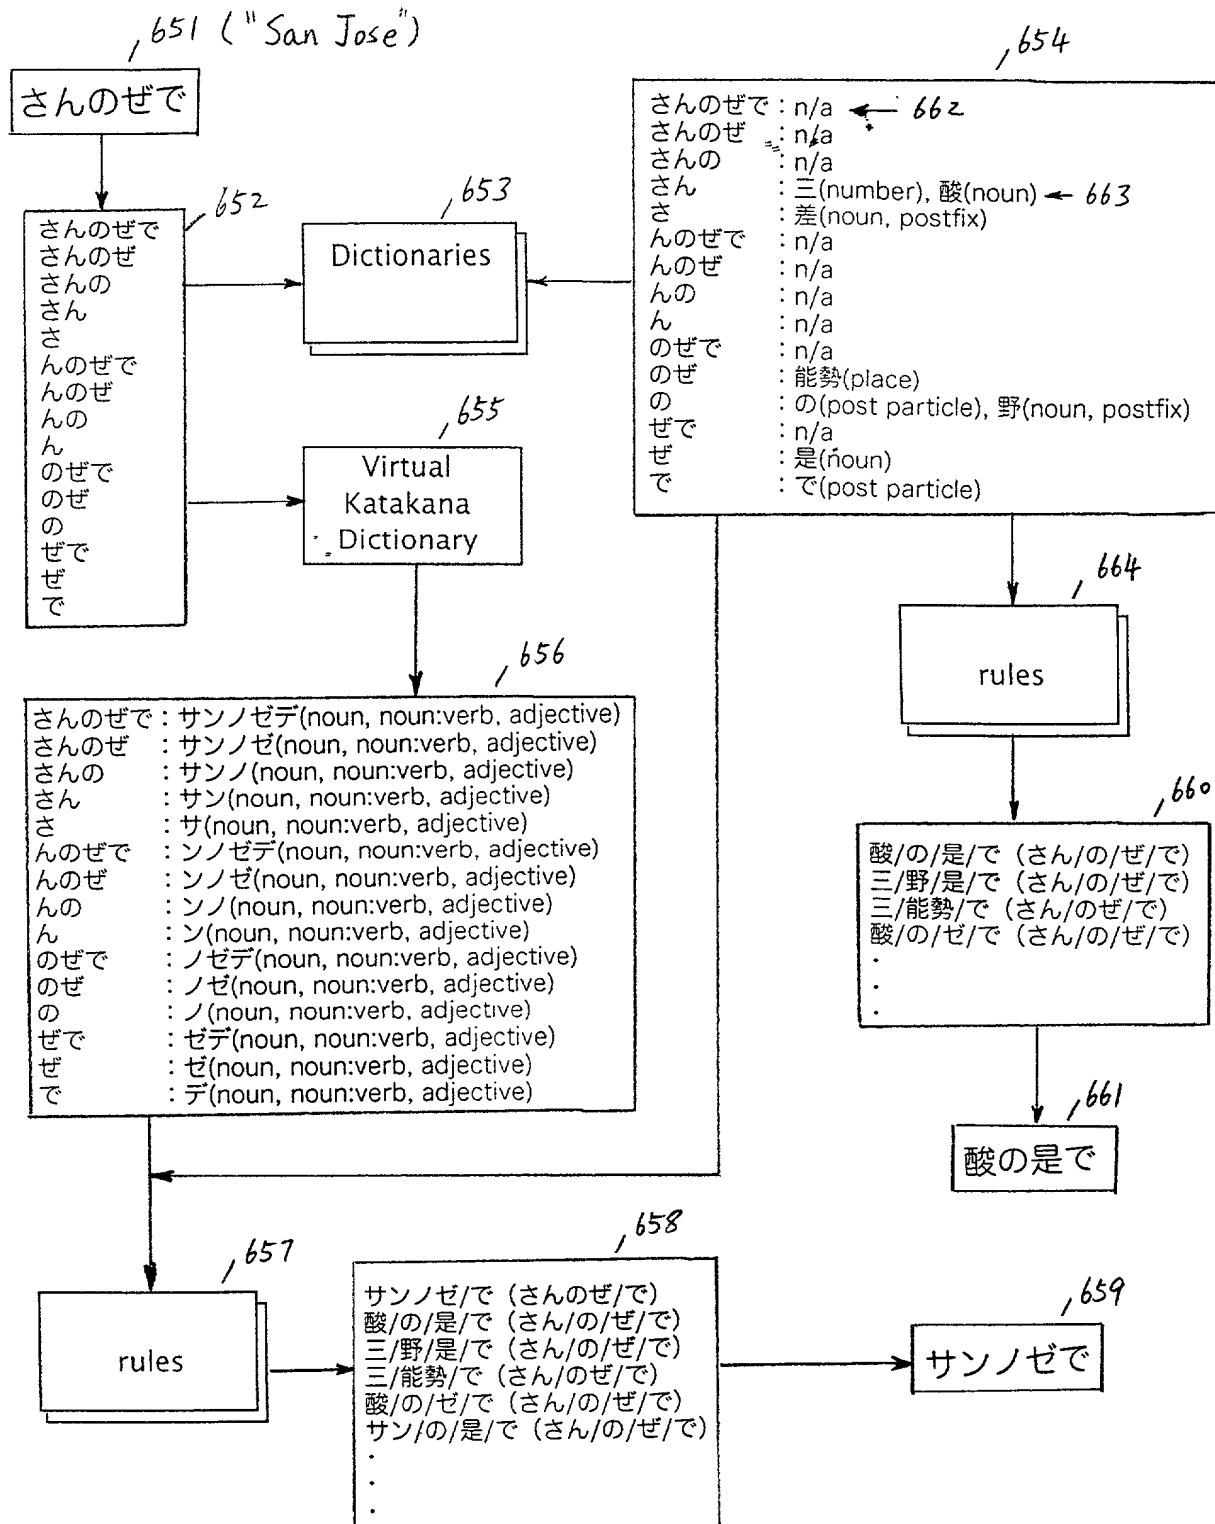 651 ("San Jose")
さんのぜで
652
さんのぜで
さんのぜ
さんの
さん
さ
んのぜで
んのぜ
んの
ん
のぜで
のぜ
の
ぜで
ぜ
で
653
Dictionaries
654
さんのぜで : n/a ← 662
さんのぜ : n/a
さんの : n/a
さん : 三(number), 酸(noun) ← 663
さ : 差(noun, postfix)
んのぜで : n/a
んのぜ : n/a
んの : n/a
ん : n/a
のぜで : n/a
のぜ : 能勢(place)
の : の(post particle), 野(noun, postfix)
ぜで : n/a
ぜ : 是(noun)
で : で(post particle)
655
Virtual
Katakana
Dictionary
656
さんのぜで : サンノゼデ(noun, noun:verb, adjective)
さんのぜ : サンノゼ(noun, noun:verb, adjective)
さんの : サンノ(noun, noun:verb, adjective)
さん : サン(noun, noun:verb, adjective)
さ : サ(noun, noun:verb, adjective)
んのぜで : ンノゼデ(noun, noun:verb, adjective)
んのぜ : ンノゼ(noun, noun:verb, adjective)
んの : ンノ(noun, noun:verb, adjective)
ん : ン(noun, noun:verb, adjective)
のぜで : ノゼデ(noun, noun:verb, adjective)
のぜ : ノゼ(noun, noun:verb, adjective)
の : ノ(noun, noun:verb, adjective)
ぜで : ゼデ(noun, noun:verb, adjective)
ぜ : ゼ(noun, noun:verb, adjective)
で : デ(noun, noun:verb, adjective)
664
rules
660
酸/の/是/で (さん/の/ぜ/で)
三/野/是/で (さん/の/ぜ/で)
三/能勢/で (さん/のぜ/で)
酸/の/ゼ/で (さん/の/ぜ/で)
.
.
.
661
酸の是で
657
rules
658
サンノゼ/で (さんのぜ/で)
酸/の/是/で (さん/の/ぜ/で)
三/野/是/で (さん/の/ぜ/で)
三/能勢/で (さん/のぜ/で)
酸/の/ゼ/で (さん/の/ぜ/で)
サン/の/是/で (さん/の/ぜ/で)
.
.
.
659
サンノゼで